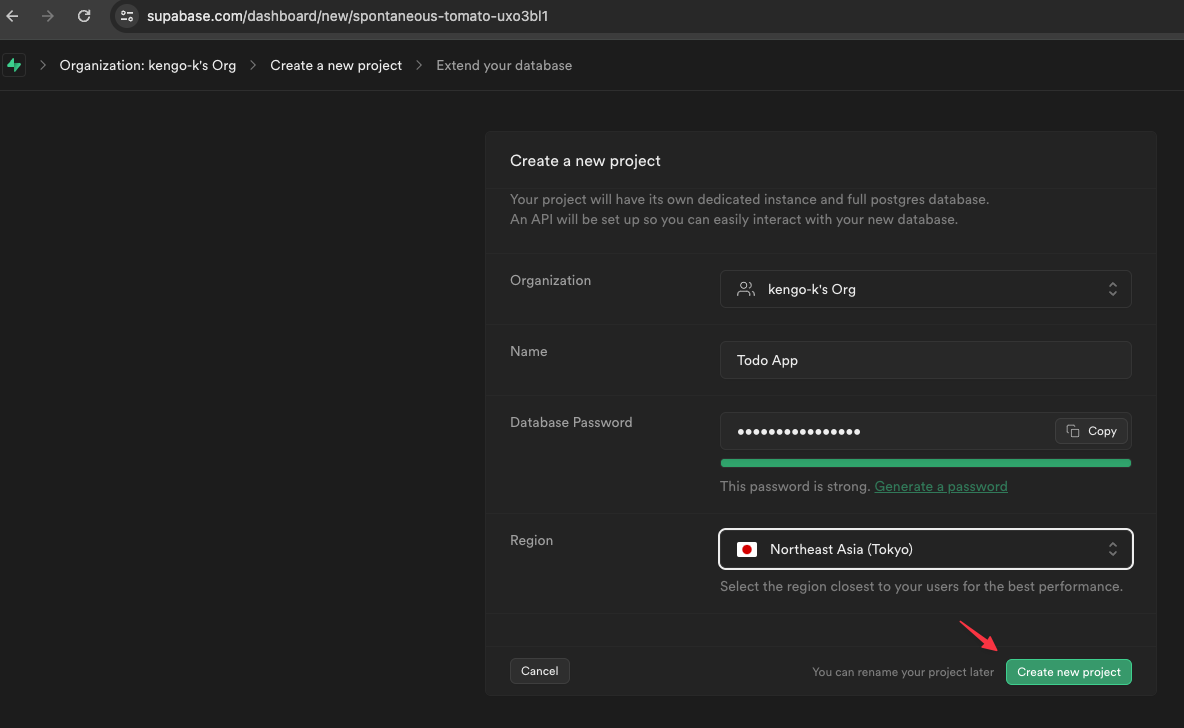 supabase.com/dashboard/new/spontaneous-tomato-uxo3bl1
Organization: kengo-k's Org > Create a new project > Extend your database
Create a new project
Your project will have its own dedicated instance and full postgres database.
An API will be set up so you can easily interact with your new database.
Organization
kengo-k's Org
Name
Todo App
Database Password
•••••••••••••••• Copy
This password is strong. Generate a password
Region
Northeast Asia (Tokyo)
Select the region closest to your users for the best performance.
Cancel
You can rename your project later
Create new project